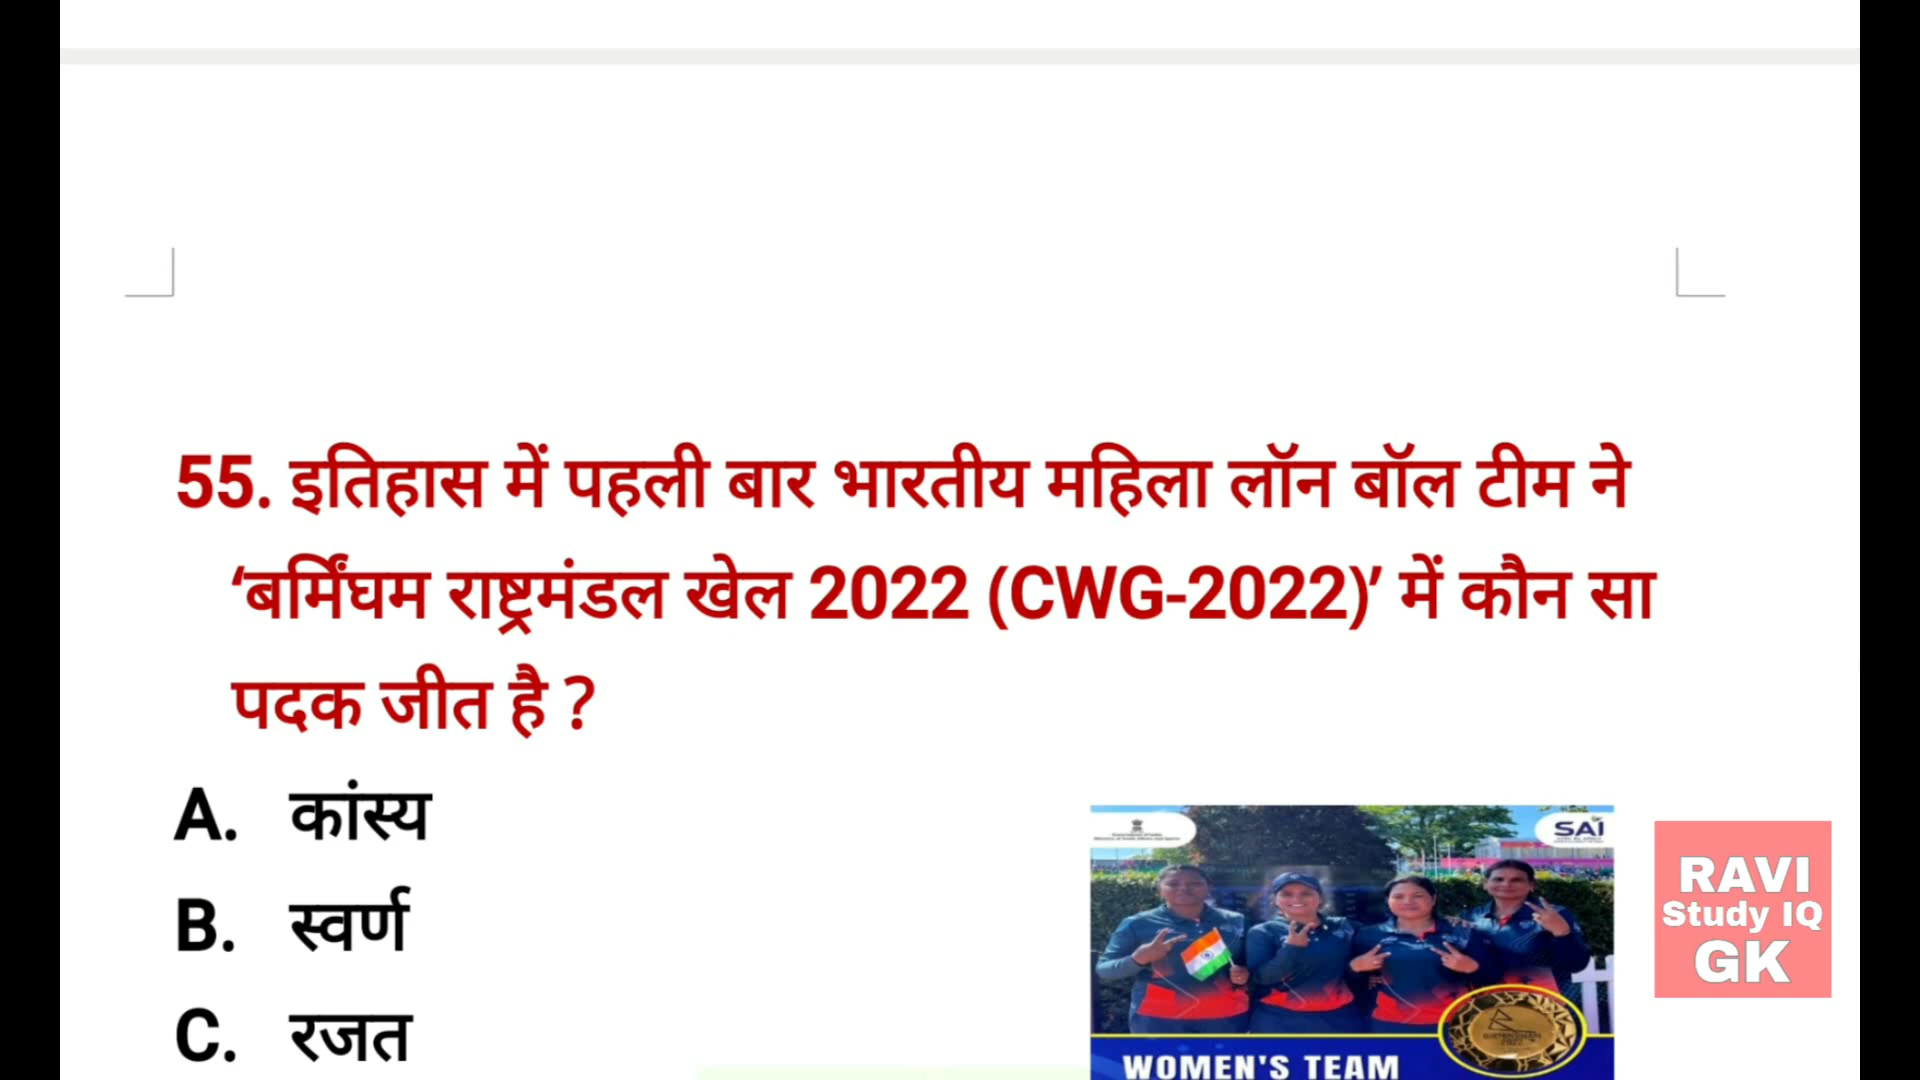 55. इतिहास में पहली बार भारतीय महिला लॉन बॉल टीम ने
‘बर्मिंघम राष्ट्रमंडल खेल 2022 (CWG-2022)’ में कौन सा
पदक जीत है ?
A. कांस्य
B. स्वर्ण
C. रजत
SAI
WOMEN'S TEAM
RAVI
Study IQ
GK